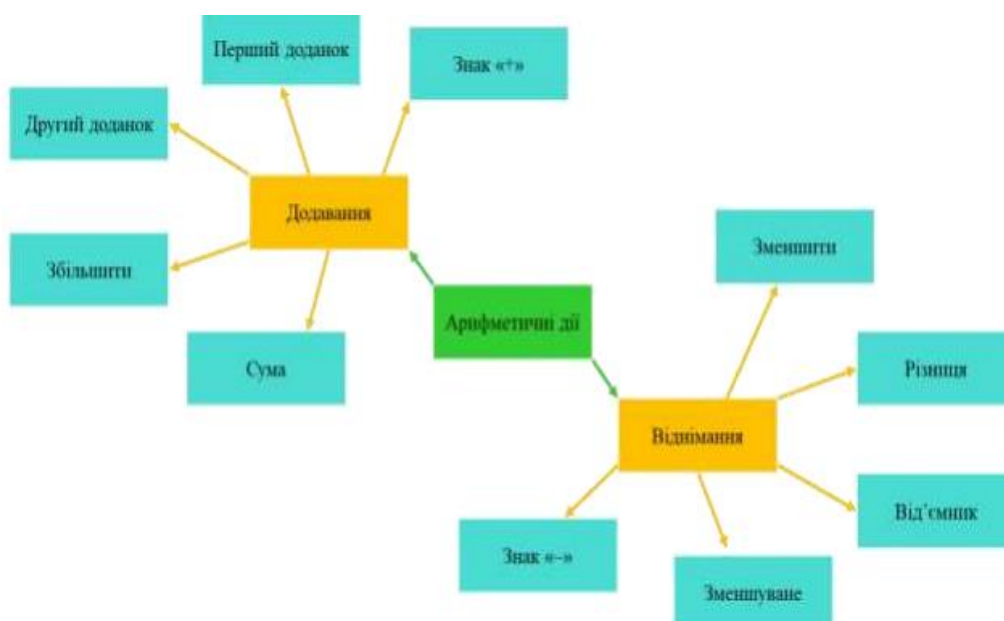 Перший доданок
Знак «+»
Другий доданок
Додавання
Збільшити
Сума
Арифметичні дії
Зменшити
Різниця
Віднімання
Від’ємник
Знак «−»
Зменшуване